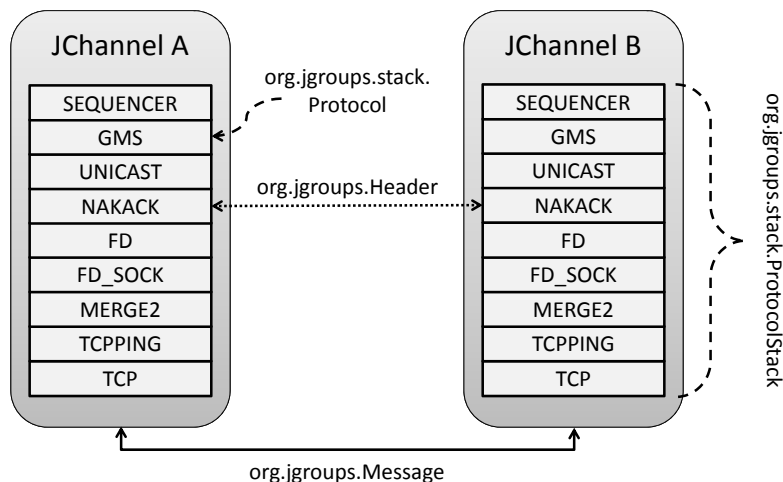 JChannel A
SEQUENCER
GMS
UNICAST
NAKACK
FD
FD_SOCK
MERGE2
TCPPING
TCP
org.jgroups.stack.
Protocol
org.jgroups.Header
JChannel B
SEQUENCER
GMS
UNICAST
NAKACK
FD
FD_SOCK
MERGE2
TCPPING
TCP
org.jgroups.stack.ProtocolStack
org.jgroups.Message